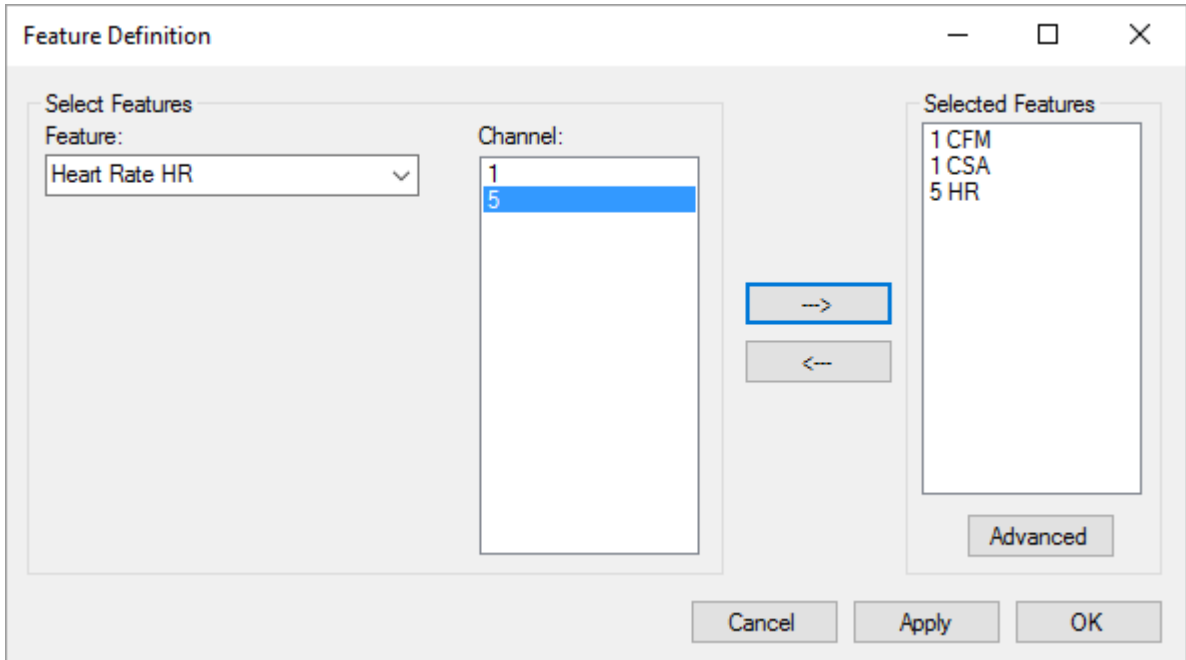 Feature Definition
Select Features
Feature:
Heart Rate HR
Channel:
1
5
--->
<---
Selected Features
1 CFM
1 CSA
5 HR
Advanced
Cancel
Apply
OK